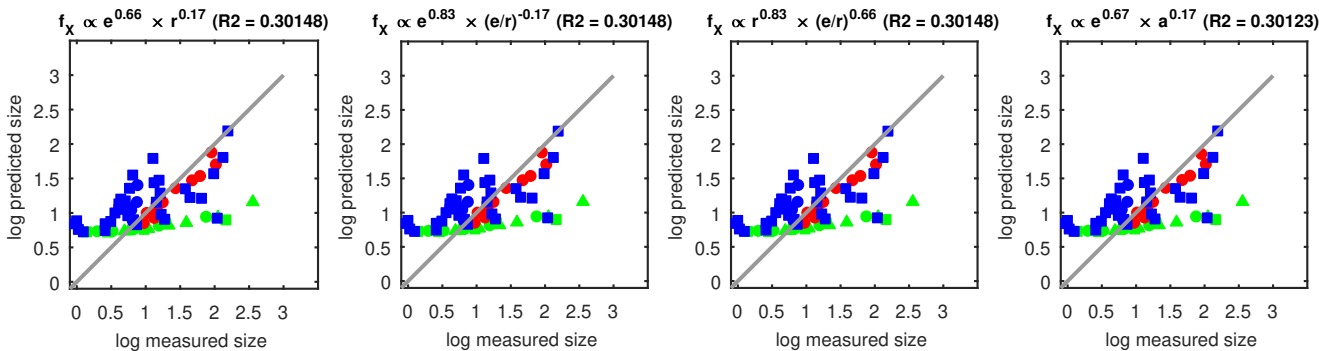 f_x ∝ e^0.66 × r^0.17 (R2 = 0.30148)
3
2.5
2
1.5
1
0.5
0
log predicted size
0 0.5 1 1.5 2 2.5 3
log measured size
f_x ∝ e^0.83 × (e/r)^-0.17 (R2 = 0.30148)
3
2.5
2
1.5
1
0.5
0
log predicted size
0 0.5 1 1.5 2 2.5 3
log measured size
f_x ∝ r^0.83 × (e/r)^0.66 (R2 = 0.30148)
3
2.5
2
1.5
1
0.5
0
log predicted size
0 0.5 1 1.5 2 2.5 3
log measured size
f_x ∝ e^0.67 × a^0.17 (R2 = 0.30123)
3
2.5
2
1.5
1
0.5
0
log predicted size
0 0.5 1 1.5 2 2.5 3
log measured size